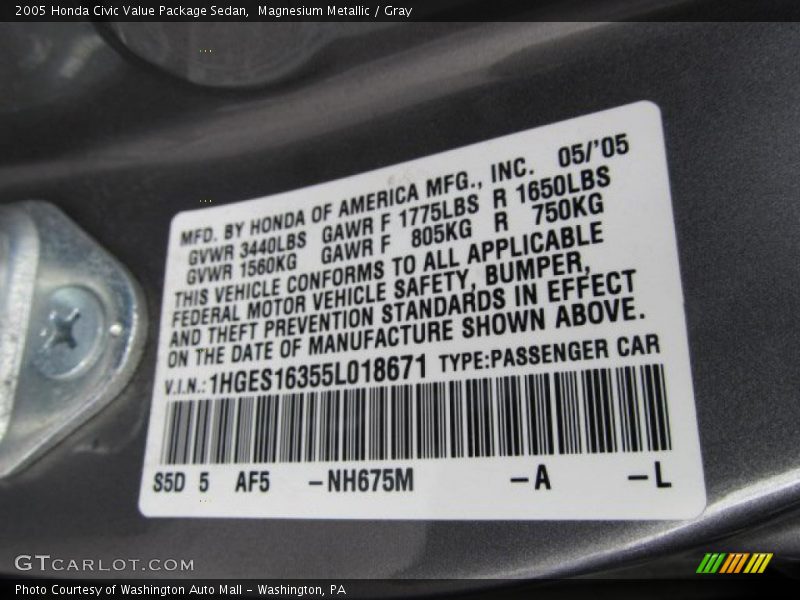 2005 Honda Civic Value Package Sedan, Magnesium Metallic / Gray
MFD. BY HONDA OF AMERICA MFG., INC. 05/'05
GVWR 3440LBS GAWR F 1775LBS R 1650LBS
GVWR 1560KG GAWR F 805KG R 750KG
THIS VEHICLE CONFORMS TO ALL APPLICABLE
FEDERAL MOTOR VEHICLE SAFETY, BUMPER,
AND THEFT PREVENTION STANDARDS IN EFFECT
ON THE DATE OF MANUFACTURE SHOWN ABOVE.
V.I.N.: 1HGES16355L018671 TYPE:PASSENGER CAR
S5D 5 AF5 -NH675M -A -L
GTCARLOT.COM
Photo Courtesy of Washington Auto Mall - Washington, PA